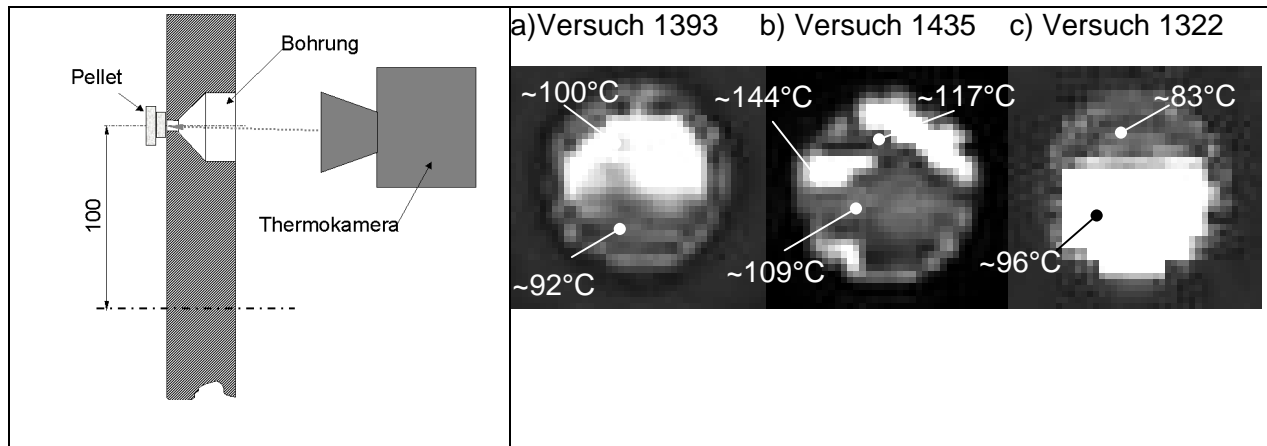 Bohrung
Pellet
100
Thermokamera
a)Versuch 1393 b) Versuch 1435 c) Versuch 1322
~100°C
~92°C
~144°C
~117°C
~109°C
~83°C
~96°C